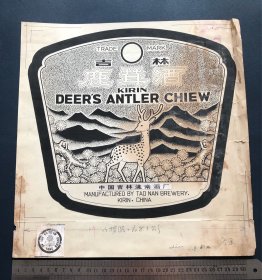 TRADE MARK
吉林
鹿茸酒
KIRIN
DEER'S ANTLER CHIEW
中国吉林洮南酒厂
MANUFACTURED BY TAO NAN BREWERY.
KIRIN · CHINA